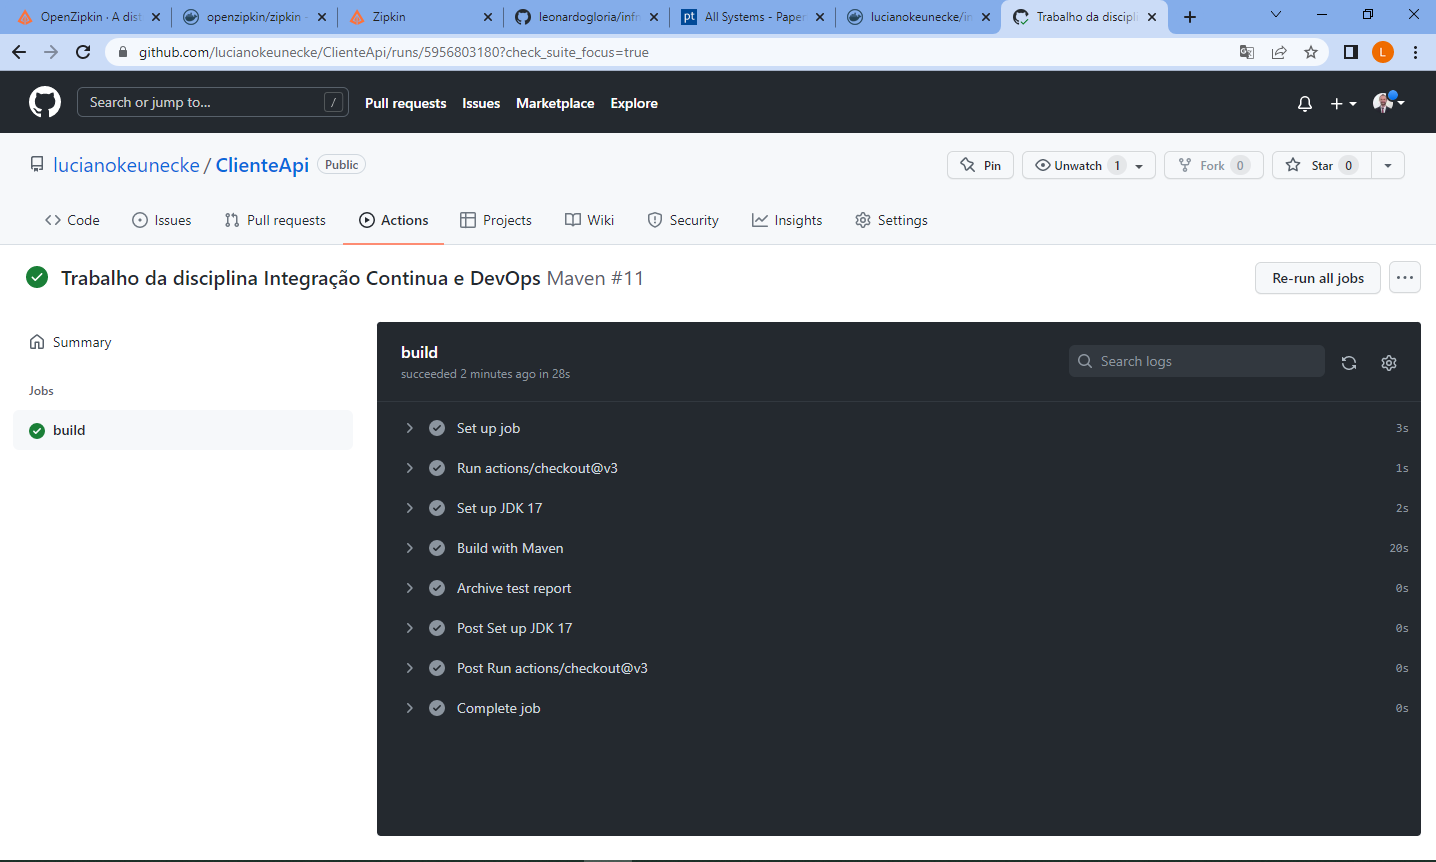 OpenZipkin · A dist
openzipkin/zipkin -
Zipkin
leonardogloria/infn
All Systems - Paper
lucianokeunecke/in
Trabalho da discipli
github.com/lucianokeunecke/ClienteApi/runs/5956803180?check_suite_focus=true
L
Search or jump to...
/
Pull requests
Issues
Marketplace
Explore
lucianokeunecke / ClienteApi
Public
Pin
Unwatch 1
Fork 0
Star 0
Code
Issues
Pull requests
Actions
Projects
Wiki
Security
Insights
Settings
Trabalho da disciplina Integração Continua e DevOps Maven #11
Re-run all jobs
Summary
Jobs
build
build
succeeded 2 minutes ago in 28s
Search logs
Set up job 3s
Run actions/checkout@v3 1s
Set up JDK 17 2s
Build with Maven 20s
Archive test report 0s
Post Set up JDK 17 0s
Post Run actions/checkout@v3 0s
Complete job 0s